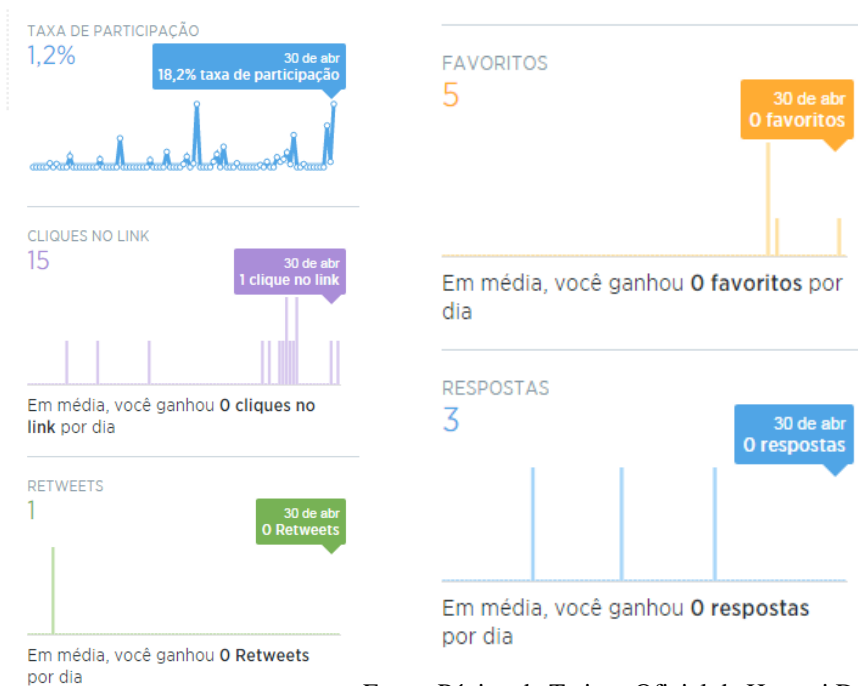 TAXA DE PARTICIPAÇÃO
1,2%
30 de abr
18,2% taxa de participação
CLIQUES NO LINK
15
30 de abr
1 clique no link
Em média, você ganhou 0 cliques no
link por dia
RETWEETS
1
30 de abr
0 Retweets
Em média, você ganhou 0 Retweets
por dia
FAVORITOS
5
30 de abr
0 favoritos
Em média, você ganhou 0 favoritos por
dia
RESPOSTAS
3
30 de abr
0 respostas
Em média, você ganhou 0 respostas
por dia